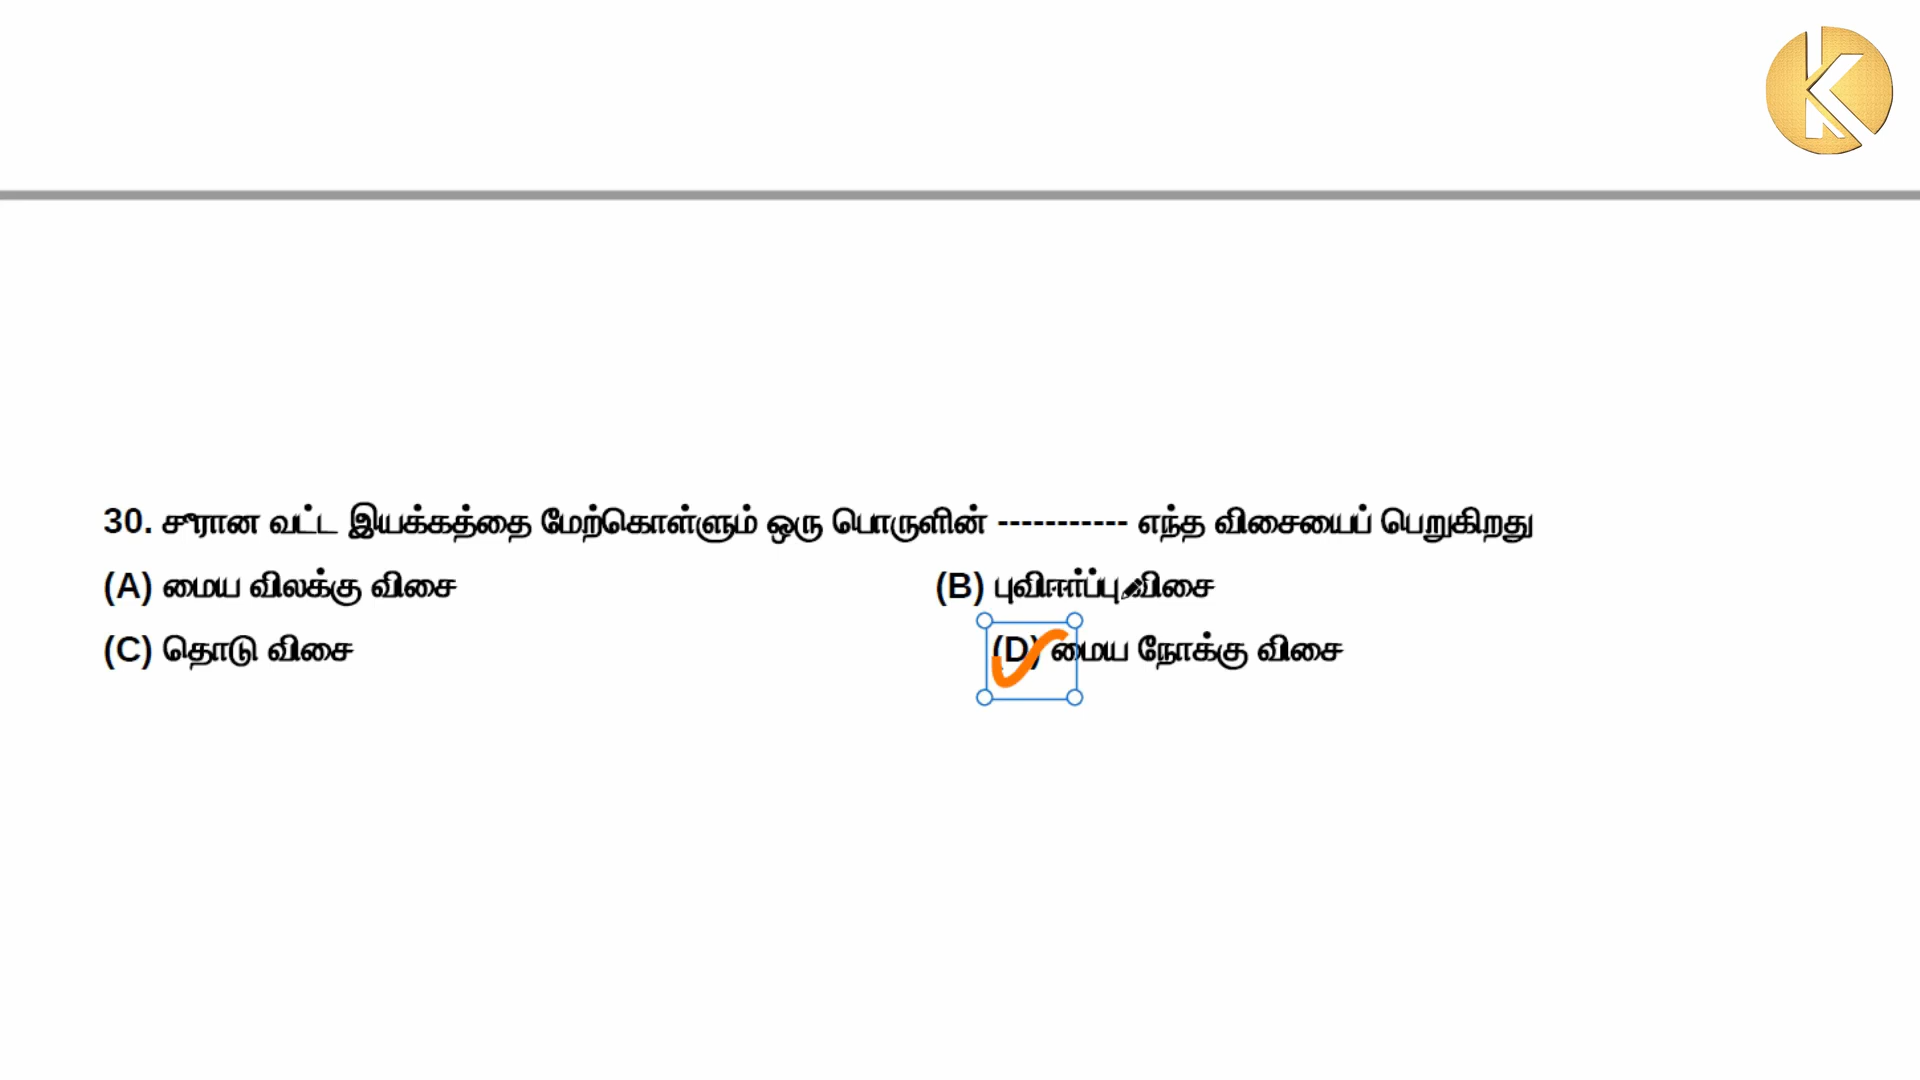 30. சீரான வட்ட இயக்கத்தை மேற்கொள்ளும் ஒரு பொருளின் ----------- எந்த விசையைப் பெறுகிறது
(A) மைய விலக்கு விசை (B) புவிஈர்ப்பு விசை
(C) தொடு விசை (D) மைய நோக்கு விசை